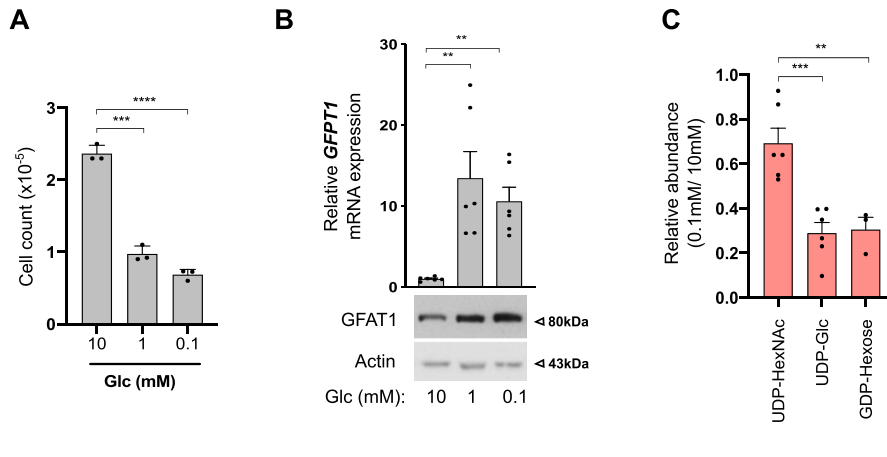 A
Cell count (x10-5)
3
2
1
0
****
***
10 1 0.1
Glc (mM)
B
Relative GFPT1
mRNA expression
30
20
10
0
**
**
GFAT1
80kDa
Actin
43kDa
Glc (mM): 10 1 0.1
C
Relative abundance
(0.1mM/ 10mM)
1.0
0.8
0.6
0.4
0.2
0.0
**
***
UDP-HexNAc
UDP-Glc
GDP-Hexose